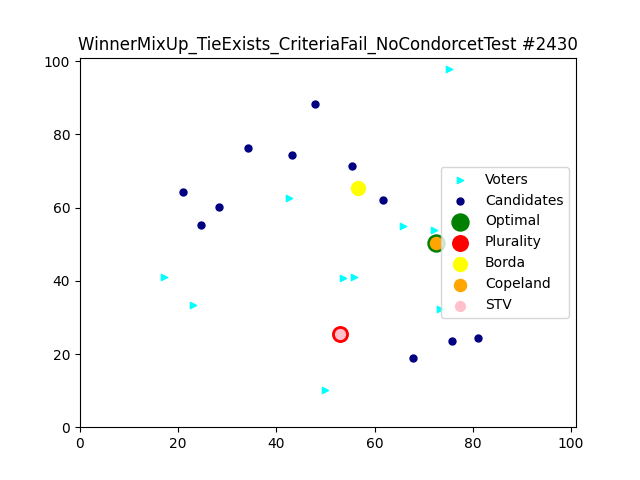 WinnerMixUp_TieExists_CriteriaFail_NoCondorcetTest #2430
100
80
60
40
20
0
0
20
40
60
80
100
Voters
Candidates
Optimal
Plurality
Borda
Copeland
STV